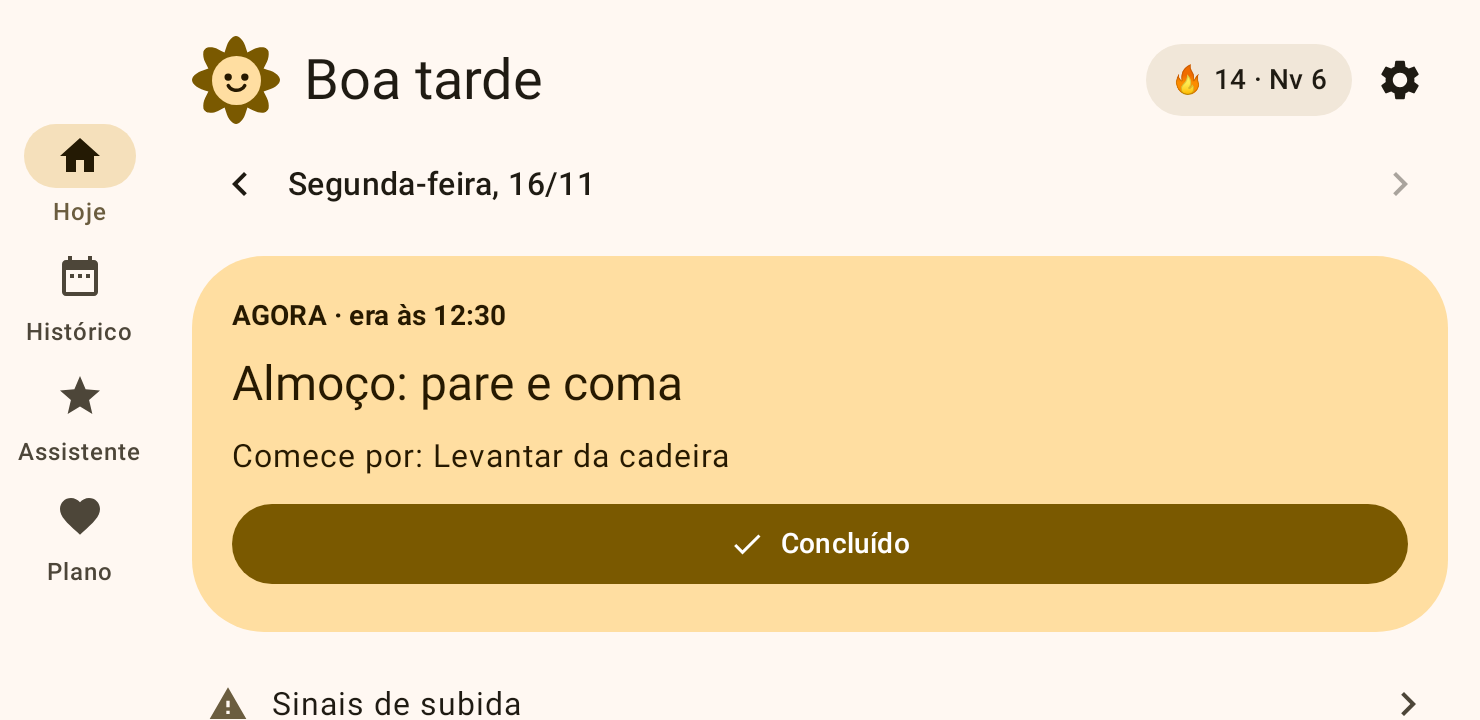 Boa tarde
🔥 14 · Nv 6
Segunda-feira, 16/11
Hoje
Histórico
Assistente
Plano
AGORA · era às 12:30
Almoço: pare e coma
Comece por: Levantar da cadeira
Concluído
Sinais de subida